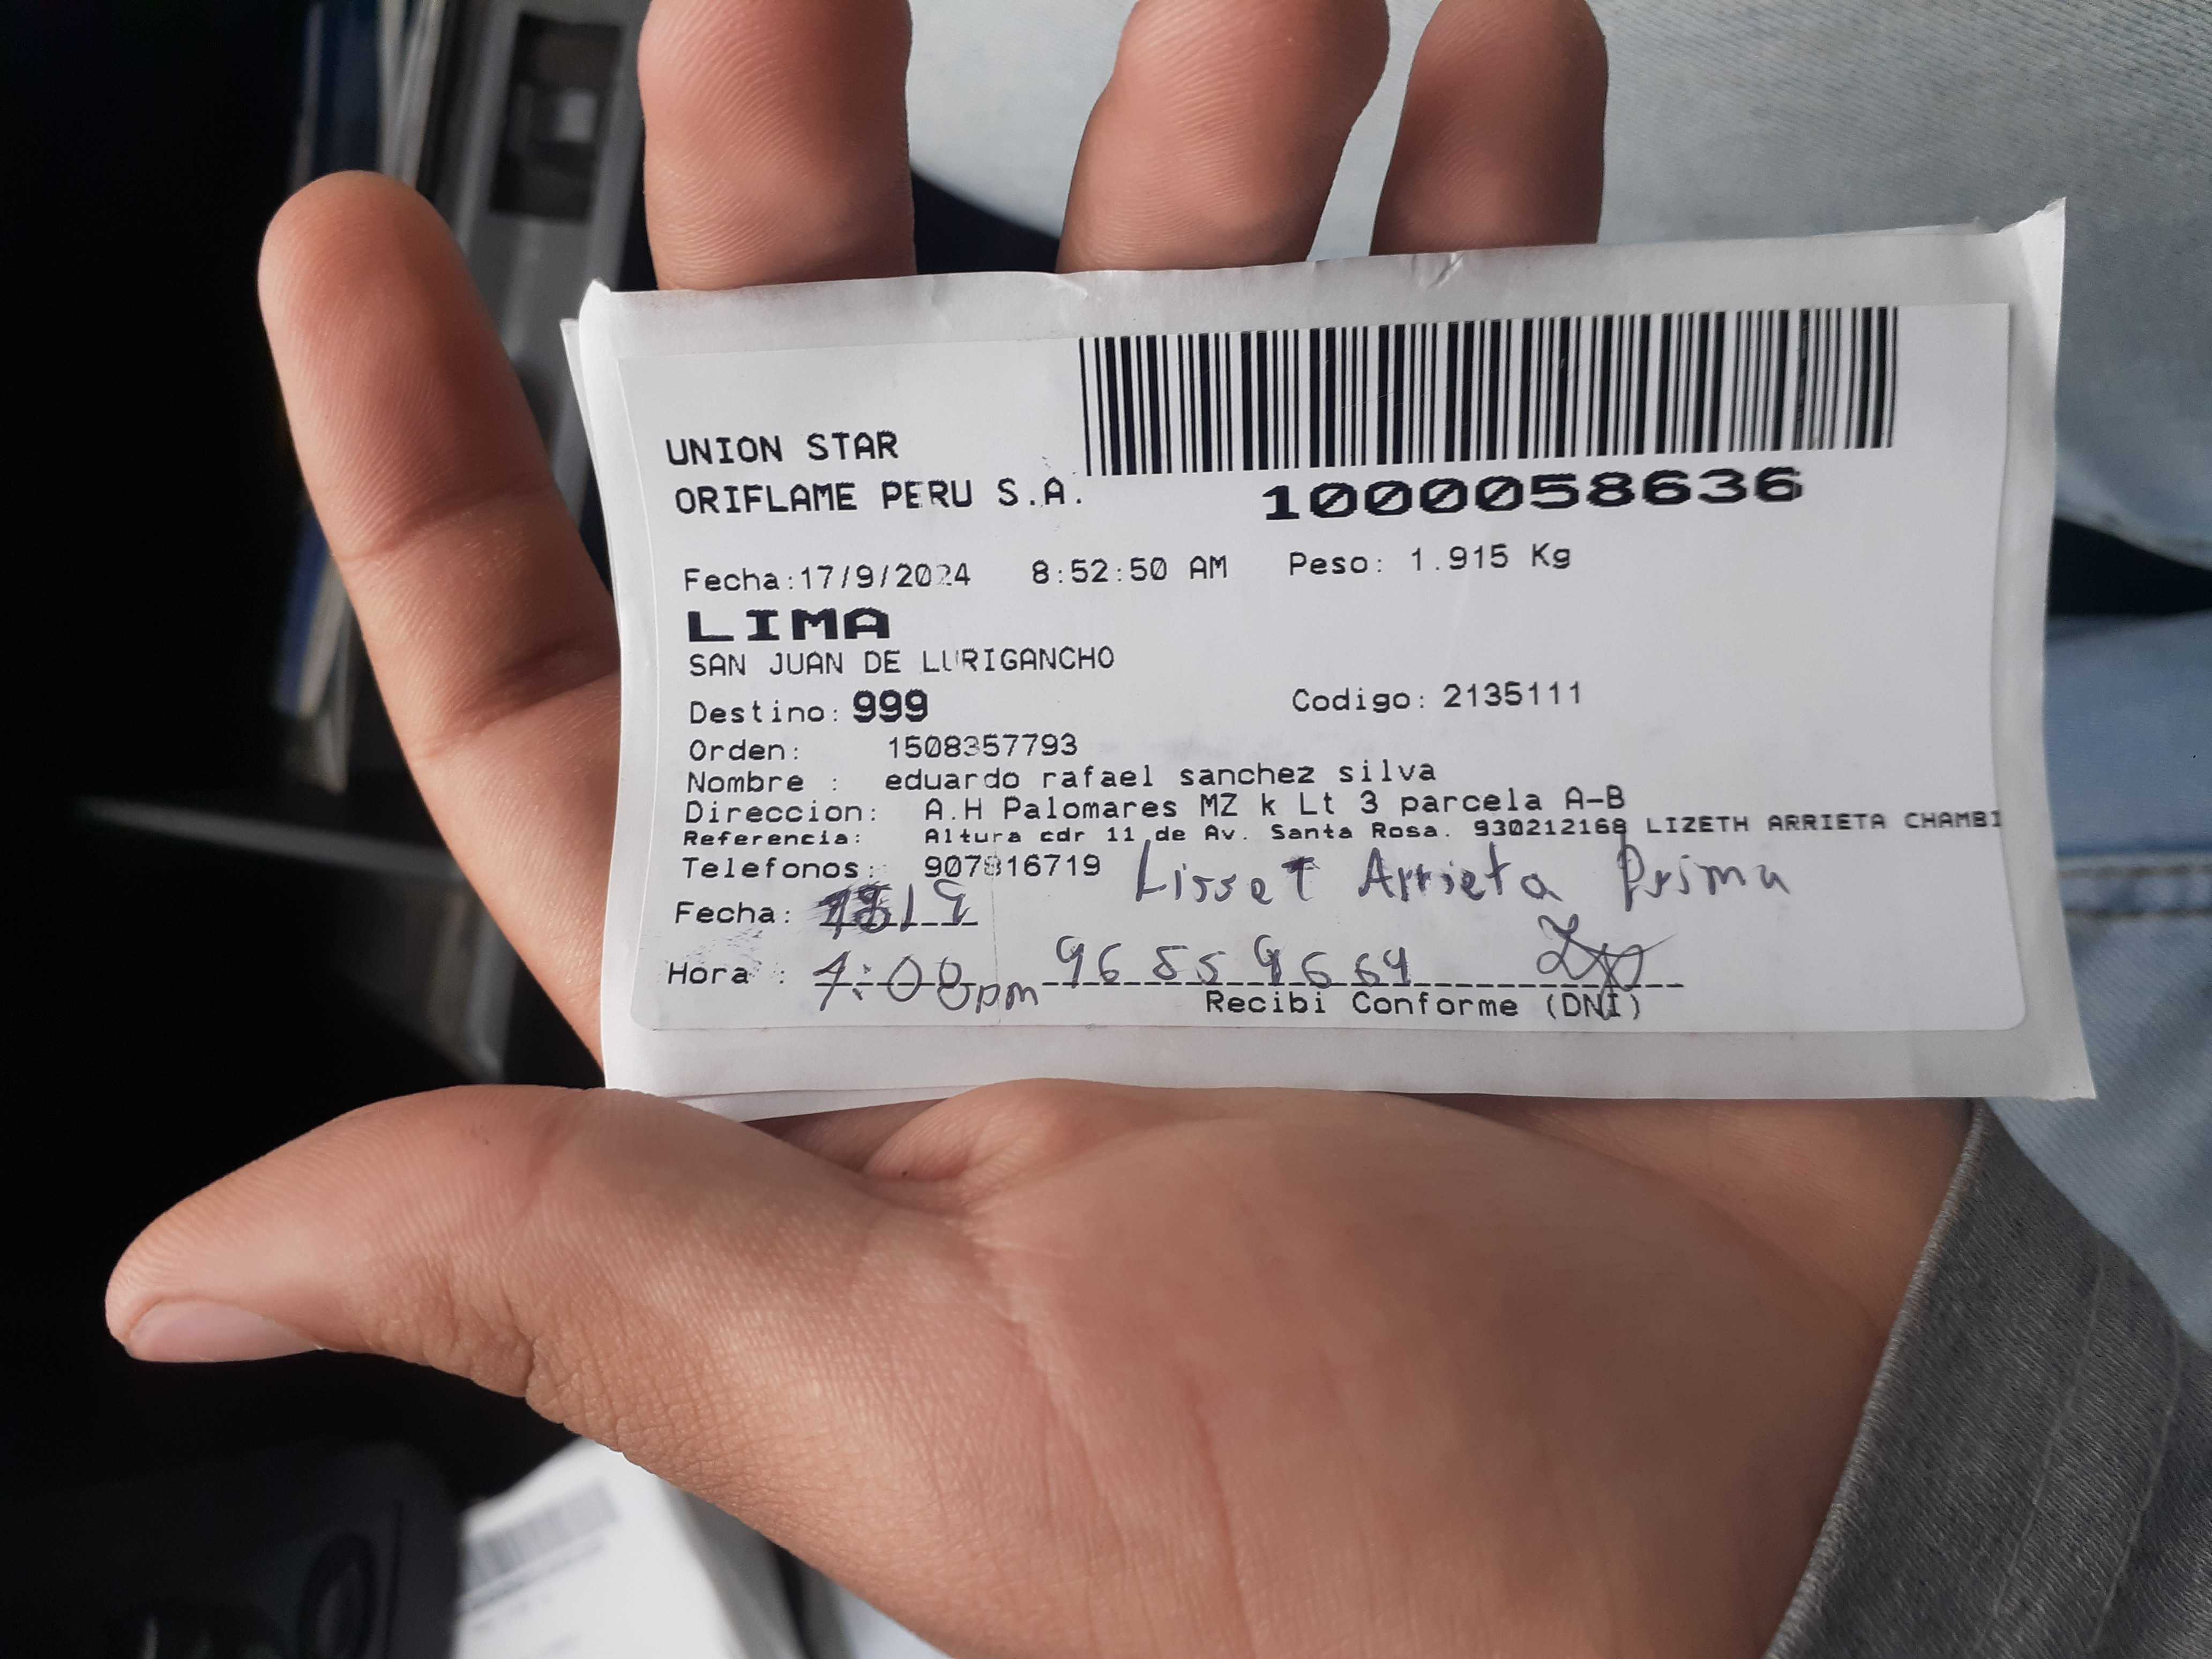 UNION STAR
ORIFLAME PERU S.A.
1000058636
Fecha:17/9/2024 8:52:50 AM Peso: 1.915 Kg
LIMA
SAN JUAN DE LURIGANCHO
Destino: 999 Codigo: 2135111
Orden: 1508357793
Nombre : eduardo rafael sanchez silva
Direccion: A.H Palomares MZ k Lt 3 parcela A-B
Referencia: Altura cdr 11 de Av. Santa Rosa. 930212168 LIZETH ARRIETA CHAMBI
Telefonos: 907816719 Lisset Arrieta Prima
Fecha: 18/9
Hora : 4:08pm
Recibi Conforme (DNI)